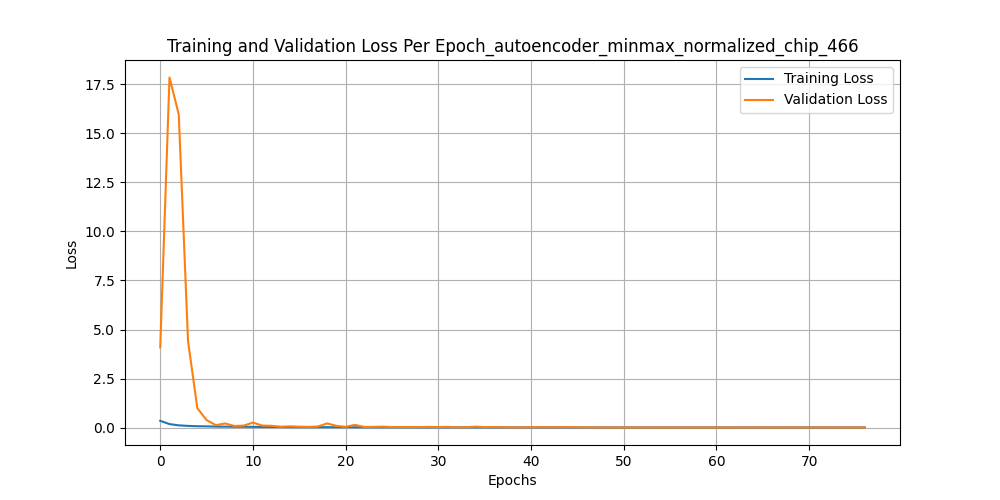 Training and Validation Loss Per Epoch_autoencoder_minmax_normalized_chip_466
Training Loss
Validation Loss
17.5
15.0
12.5
10.0
7.5
5.0
2.5
0.0
Loss
0 10 20 30 40 50 60 70
Epochs